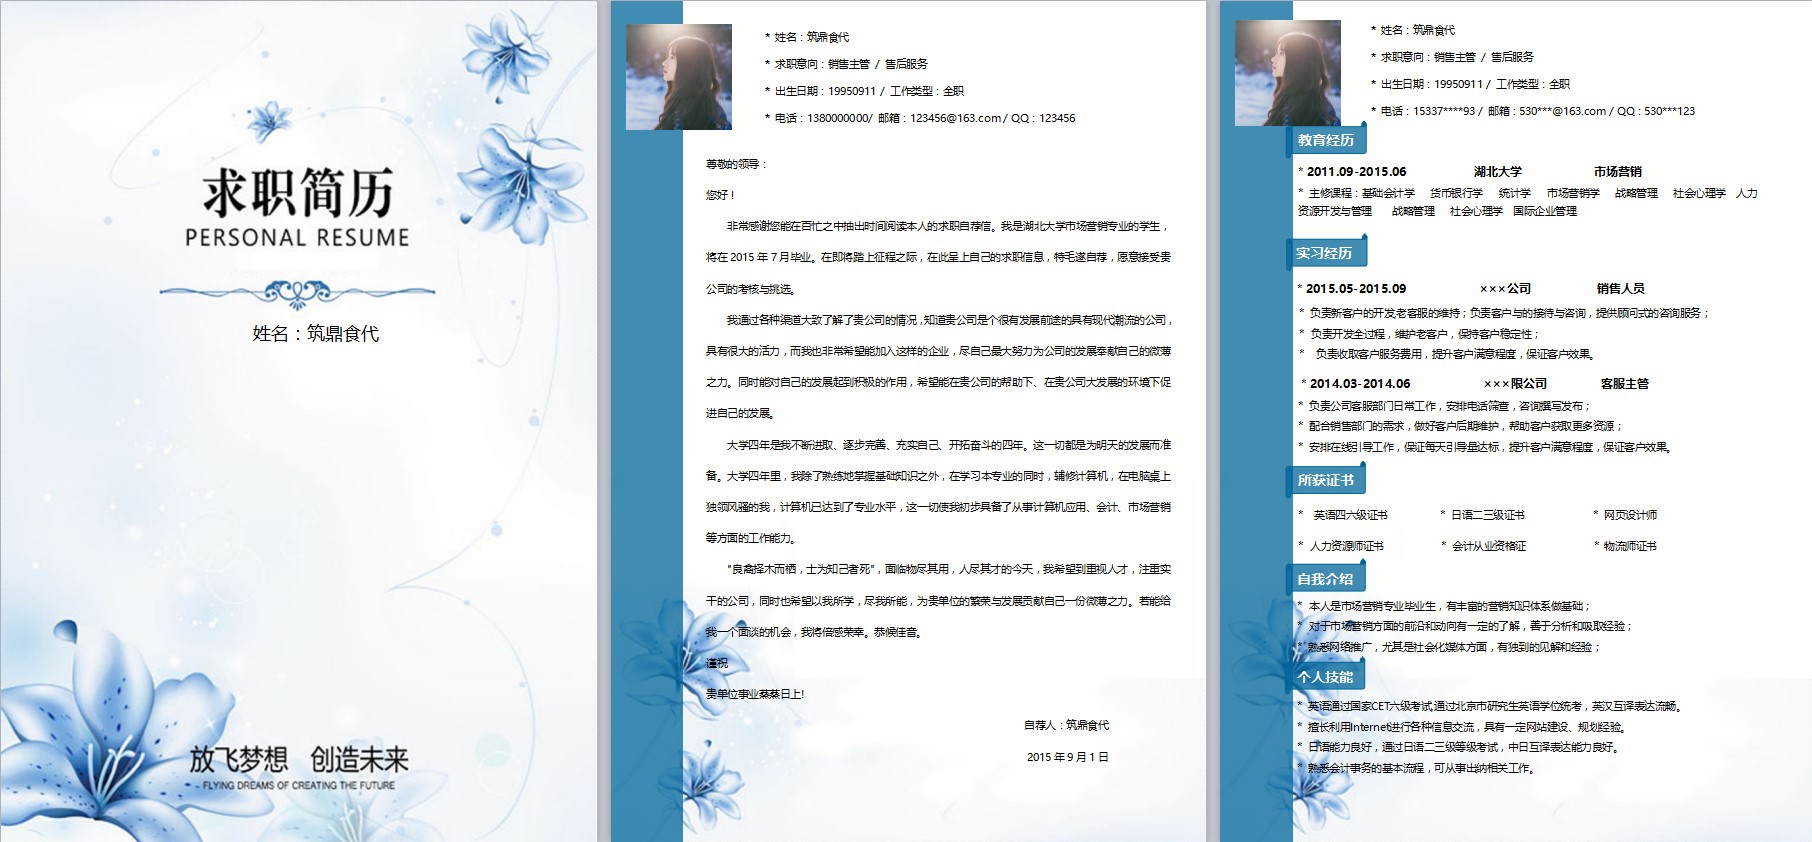 求职简历
PERSONAL RESUME
姓名：筑鼎食代
放飞梦想 创造未来
FLYING DREAMS OF CREATING THE FUTURE
* 姓名：筑鼎食代
* 求职意向：销售主管 / 售后服务
* 出生日期：19950911 / 工作类型：全职
* 电话：1380000000/ 邮箱：123456@163.com / QQ：123456
尊敬的领导：
您好！
非常感谢您能在百忙之中抽出时间阅读本人的求职自荐信。我是湖北大学市场营销专业的学生，
将在 2015 年 7 月毕业。在即将踏上征程之际，在此呈上自己的求职信息，特毛遂自荐，愿意接受贵
公司的考核与挑选。
我通过各种渠道大致了解了贵公司的情况，知道贵公司是个很有发展前途的具有现代潮流的公司，
具有很大的活力，而我也非常希望能加入这样的企业，尽自己最大努力为公司的发展奉献自己的微薄
之力。同时能对自己的发展起到积极的作用，希望能在贵公司的帮助下、在贵公司大发展的环境下促
进自己的发展。
大学四年是我不断进取、逐步完善、充实自己、开拓奋斗的四年。这一切都是为明天的发展而准
备。大学四年里，我除了熟练地掌握基础知识之外，在学习本专业的同时，辅修计算机，在电脑桌上
独领风骚的我，计算机已达到了专业水平，这一切使我初步具备了从事计算机应用、会计、市场营销
等方面的工作能力。
"良禽择木而栖，士为知己者死"，面临物尽其用，人尽其才的今天，我希望到重视人才，注重实
干的公司，同时也希望以我所学，尽我所能，为贵单位的繁荣与发展贡献自己一份微薄之力。若能给
我一个面谈的机会，我将倍感荣幸。恭候佳音。
谨祝
贵单位事业蒸蒸日上!
自荐人：筑鼎食代
2015 年 9 月 1 日
* 姓名：筑鼎食代
* 求职意向：销售主管 / 售后服务
* 出生日期：19950911 / 工作类型：全职
* 电话：15337****93 / 邮箱：530***@163.com / QQ：530***123
教育经历
* 2011.09-2015.06 湖北大学 市场营销
* 主修课程：基础会计学 货币银行学 统计学 市场营销学 战略管理 社会心理学 人力
资源开发与管理 战略管理 社会心理学 国际企业管理
实习经历
* 2015.05-2015.09 ×××公司 销售人员
* 负责新客户的开发,老客服的维持；负责客户与的接待与咨询，提供顾问式的咨询服务；
* 负责开发全过程，维护老客户，保持客户稳定性；
* 负责收取客户服务费用，提升客户满意程度，保证客户效果。
* 2014.03-2014.06 ×××限公司 客服主管
* 负责公司客服部门日常工作，安排电话筛查，咨询撰写发布；
* 配合销售部门的需求，做好客户后期维护，帮助客户获取更多资源；
* 安排在线引导工作，保证每天引导量达标，提升客户满意程度，保证客户效果。
所获证书
* 英语四六级证书 * 日语二三级证书 * 网页设计师
* 人力资源师证书 * 会计从业资格证 * 物流师证书
自我介绍
* 本人是市场营销专业毕业生，有丰富的营销知识体系做基础；
* 对于市场营销方面的前沿和动向有一定的了解，善于分析和吸取经验；
* 熟悉网络推广，尤其是社会化媒体方面，有独到的见解和经验；
个人技能
* 英语通过国家CET六级考试,通过北京市研究生英语学位统考，英汉互译表达流畅。
* 擅长利用Internet进行各种信息交流，具有一定网站建设、规划经验。
* 日语能力良好，通过日语二三级等级考试，中日互译表达能力良好。
* 熟悉会计事务的基本流程，可从事出纳相关工作。